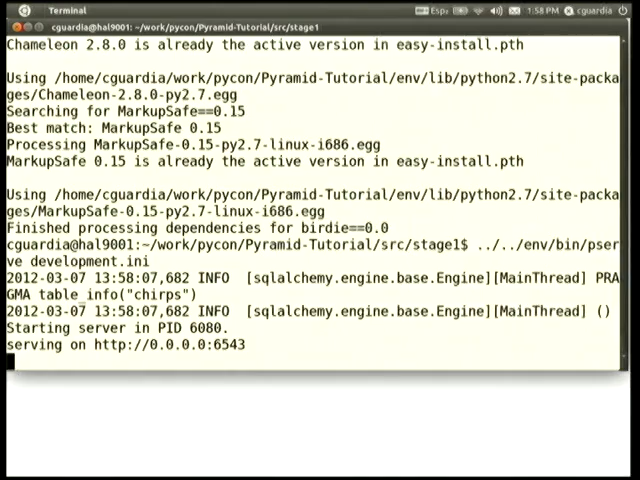 Terminal
Esp
1:58 PM
cguardia
cguardia@hal9001: ~/work/pycon/Pyramid-Tutorial/src/stage1
Chameleon 2.8.0 is already the active version in easy-install.pth
Using /home/cguardia/work/pycon/Pyramid-Tutorial/env/lib/python2.7/site-packa
ges/Chameleon-2.8.0-py2.7.egg
Searching for MarkupSafe==0.15
Best match: MarkupSafe 0.15
Processing MarkupSafe-0.15-py2.7-linux-i686.egg
MarkupSafe 0.15 is already the active version in easy-install.pth
Using /home/cguardia/work/pycon/Pyramid-Tutorial/env/lib/python2.7/site-packa
ges/MarkupSafe-0.15-py2.7-linux-i686.egg
Finished processing dependencies for birdie==0.0
cguardia@hal9001:~/work/pycon/Pyramid-Tutorial/src/stage1$ ../../env/bin/pser
ve development.ini
2012-03-07 13:58:07,682 INFO  [sqlalchemy.engine.base.Engine][MainThread] PRA
GMA table_info("chirps")
2012-03-07 13:58:07,682 INFO  [sqlalchemy.engine.base.Engine][MainThread] ()
Starting server in PID 6080.
serving on http://0.0.0.0:6543